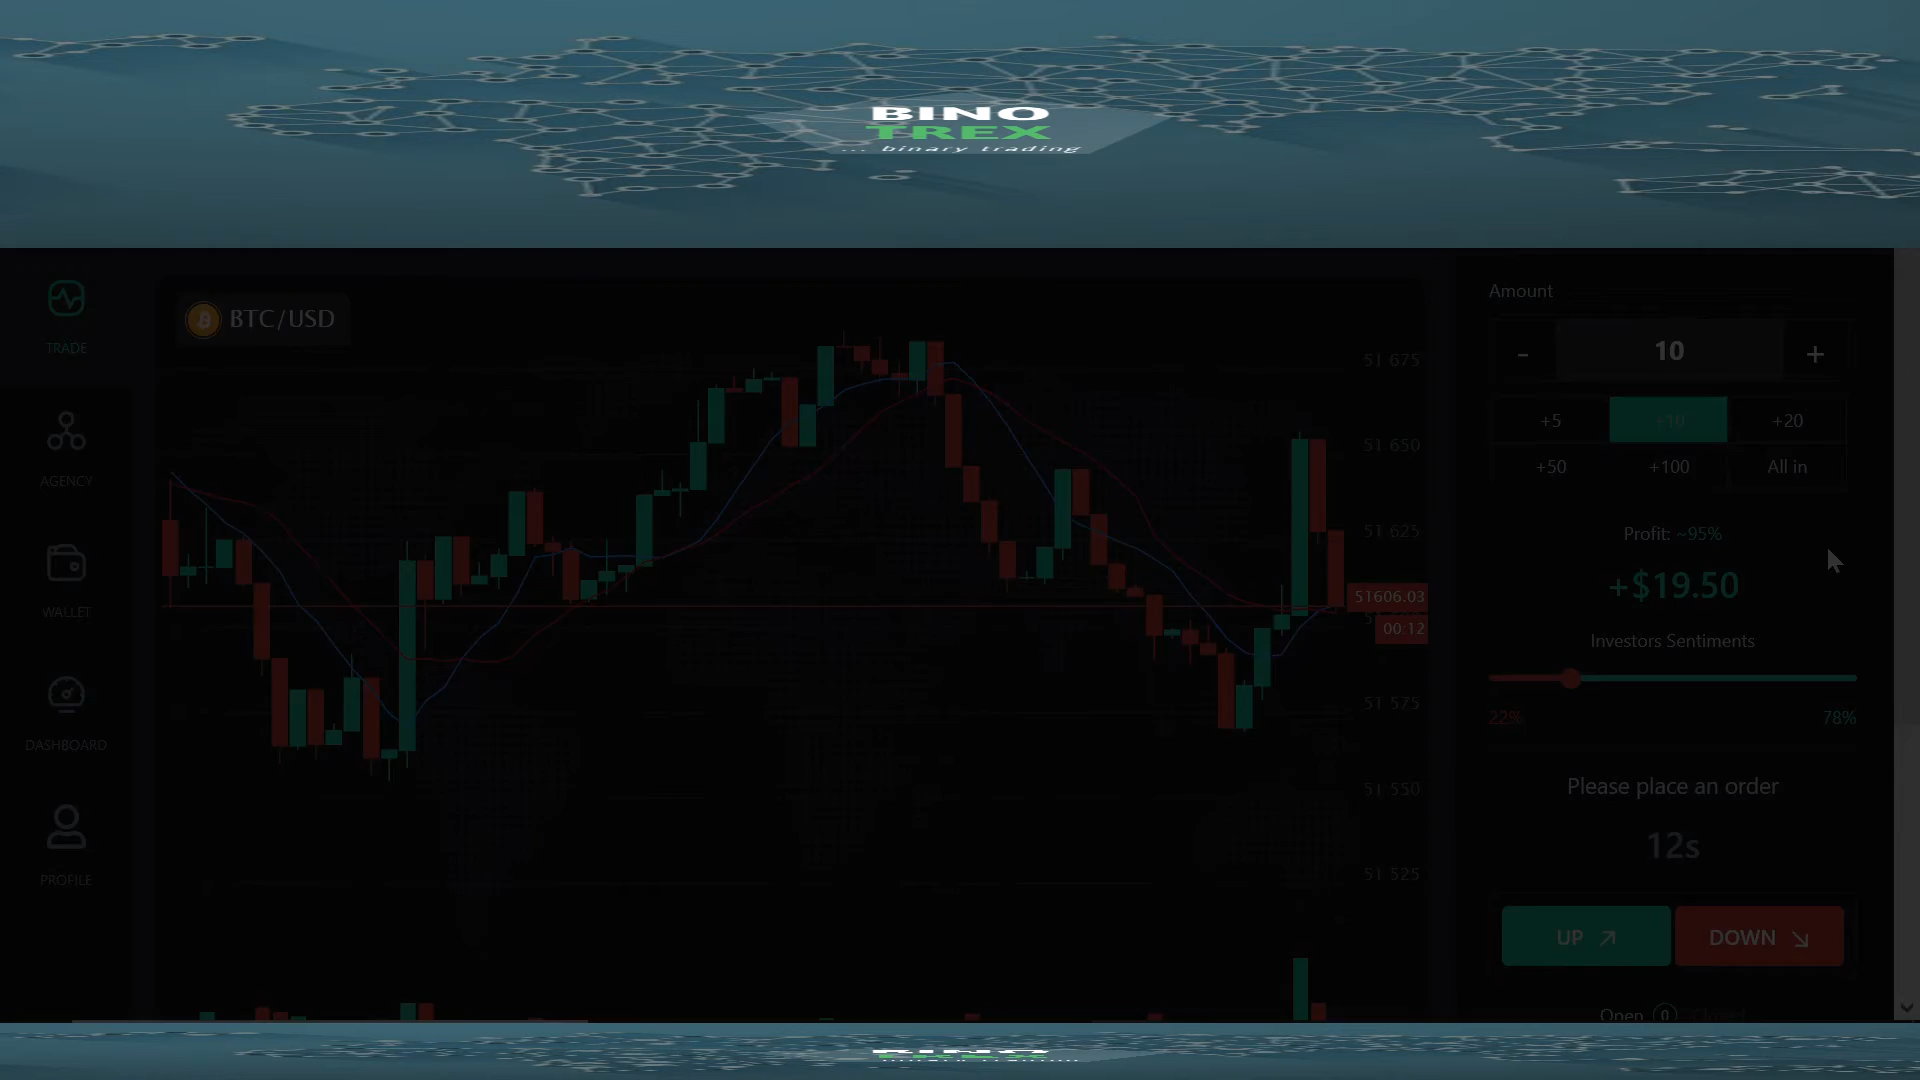 BINO
TREX
... binary trading
TRADE
AGENCY
WALLET
DASHBOARD
PROFILE
BTC/USD
51 675
51 650
51 625
51606.03
00:12
51 575
51 550
51 525
Amount
- 10 +
+5 +10 +20
+50 +100 All in
Profit: ~95%
+$19.50
Investors Sentiments
22% 78%
Please place an order
12s
UP DOWN
Open 0